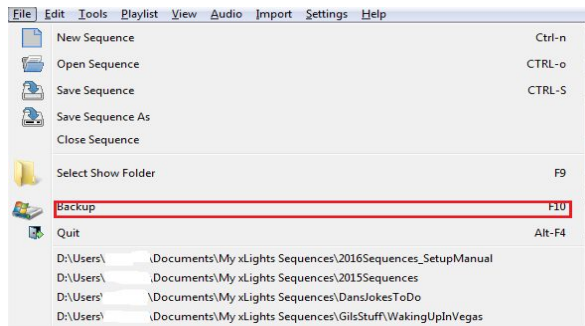 File Edit Tools Playlist View Audio Import Settings Help
New Sequence Ctrl-n
Open Sequence CTRL-o
Save Sequence CTRL-S
Save Sequence As
Close Sequence
Select Show Folder F9
Backup F10
Quit Alt-F4
D:\Users\ \Documents\My xLights Sequences\2016Sequences_SetupManual
D:\Users\ \Documents\My xLights Sequences\2015Sequences
D:\Users\ \Documents\My xLights Sequences\DansJokesToDo
D:\Users\ \Documents\My xLights Sequences\GilsStuff\WakingUpInVegas